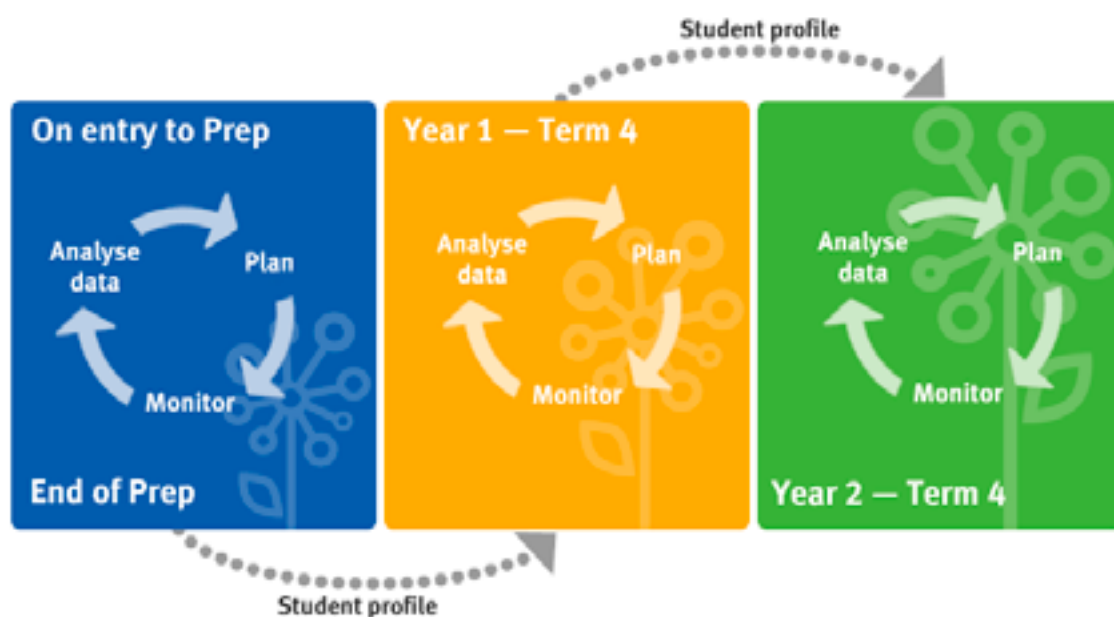 Student profile
On entry to Prep
Analyse
data
Plan
Monitor
End of Prep
Year 1 — Term 4
Analyse
data
Plan
Monitor
Analyse
data
Plan
Monitor
Year 2 — Term 4
Student profile